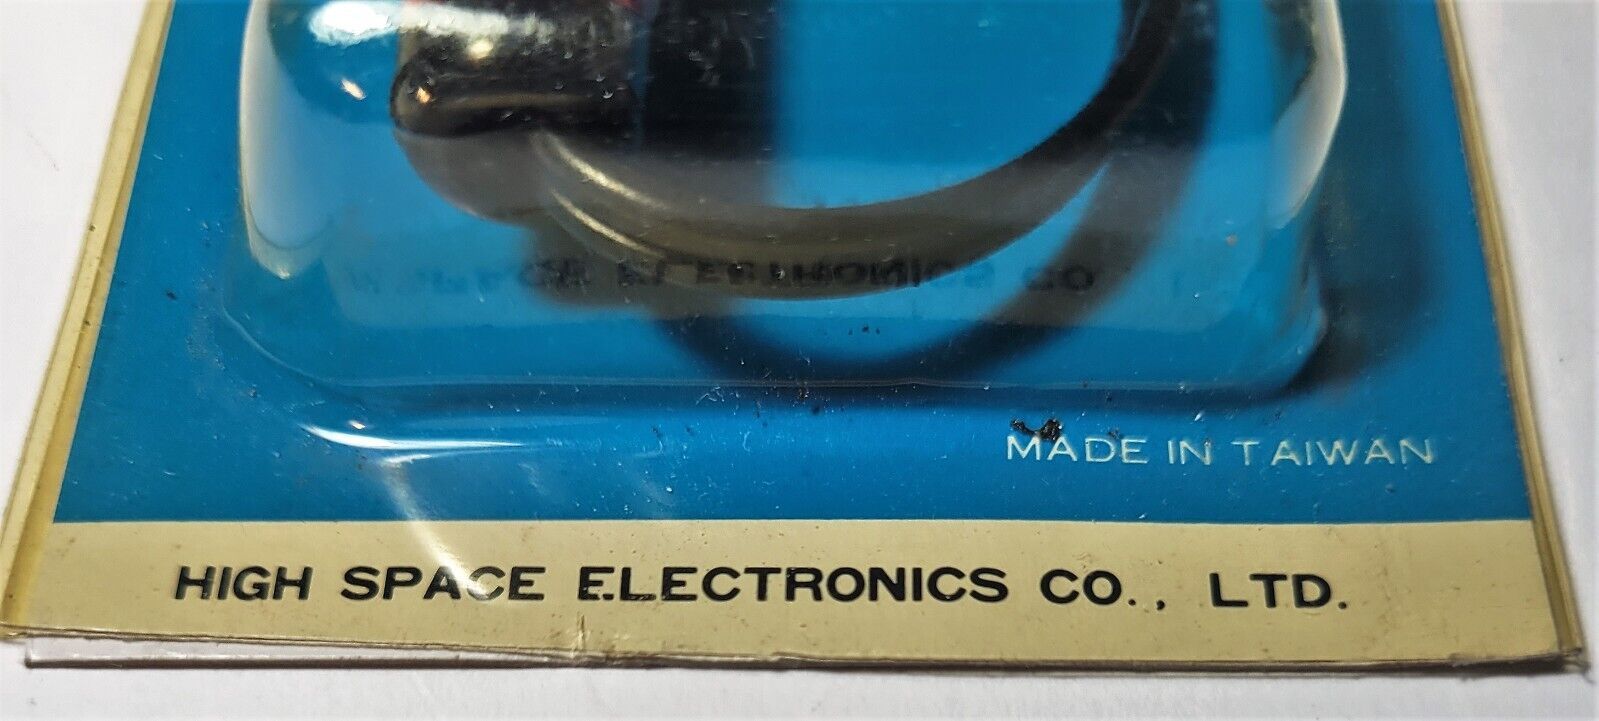 MADE IN TAIWAN
HIGH SPACE ELECTRONICS CO., LTD.